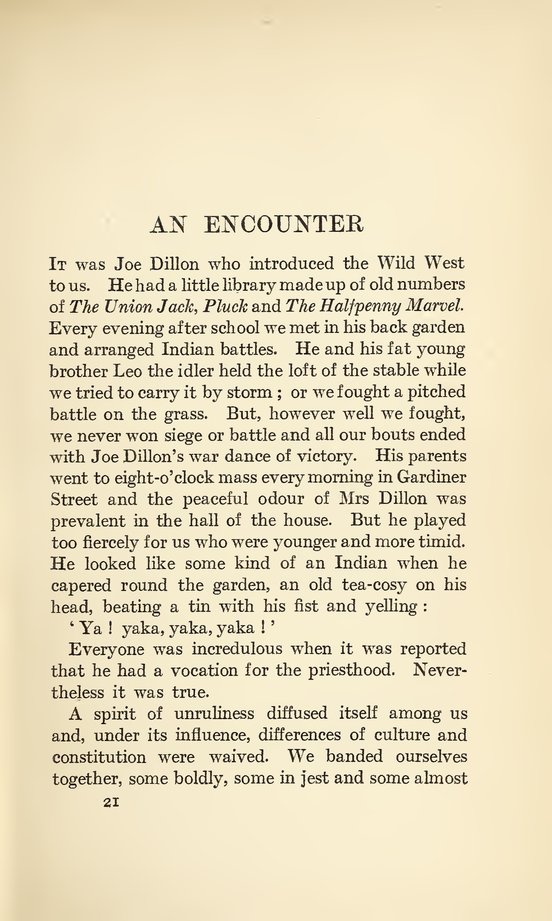 AN ENCOUNTER
It was Joe Dillon who introduced the Wild West
to us. He had a little library made up of old numbers
of The Union Jack, Pluck and The Halfpenny Marvel.
Every evening after school we met in his back garden
and arranged Indian battles. He and his fat young
brother Leo the idler held the loft of the stable while
we tried to carry it by storm ; or we fought a pitched
battle on the grass. But, however well we fought,
we never won siege or battle and all our bouts ended
with Joe Dillon's war dance of victory. His parents
went to eight-o'clock mass every morning in Gardiner
Street and the peaceful odour of Mrs Dillon was
prevalent in the hall of the house. But he played
too fiercely for us who were younger and more timid.
He looked like some kind of an Indian when he
capered round the garden, an old tea-cosy on his
head, beating a tin with his fist and yelling :
‘ Ya ! yaka, yaka, yaka ! ’
Everyone was incredulous when it was reported
that he had a vocation for the priesthood. Never-
theless it was true.
A spirit of unruliness diffused itself among us
and, under its influence, differences of culture and
constitution were waived. We banded ourselves
together, some boldly, some in jest and some almost
21